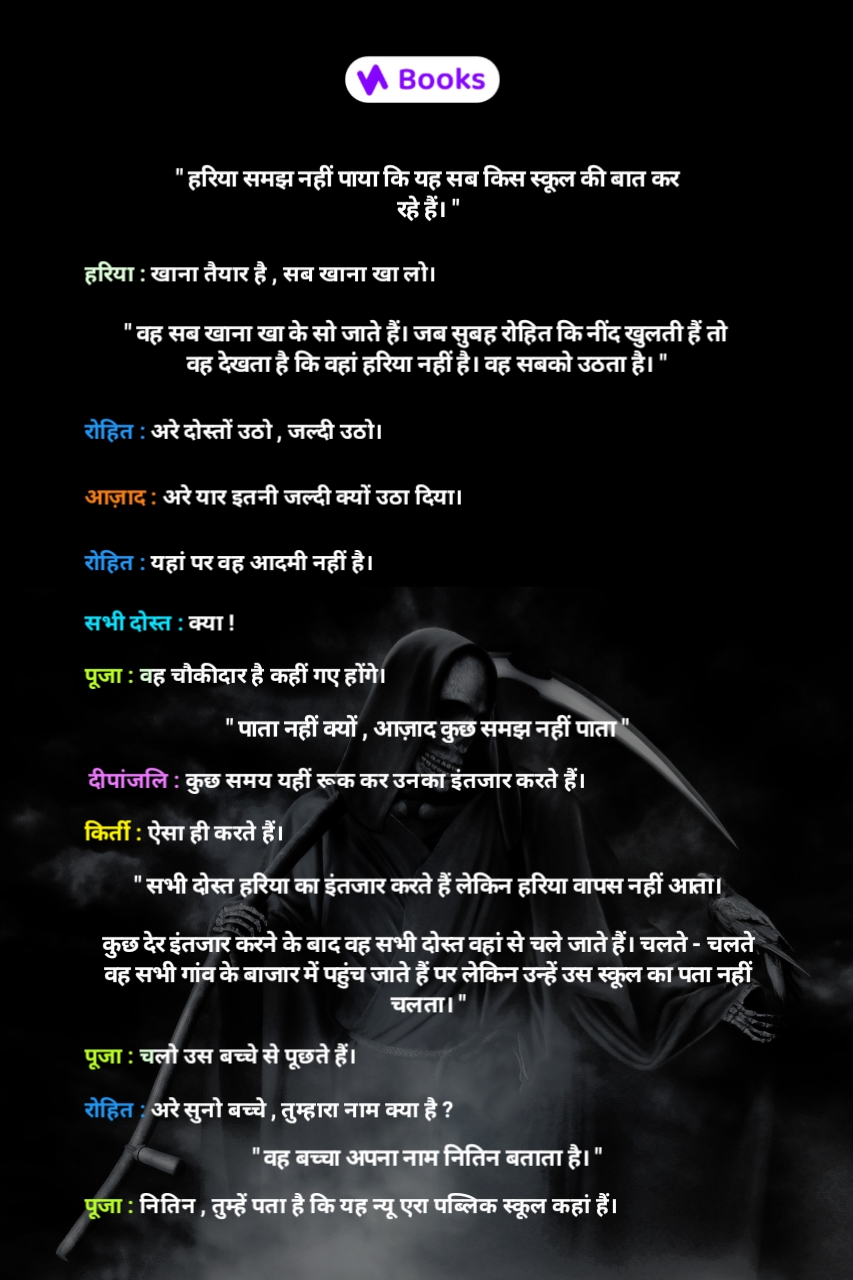 Books
" हरिया समझ नहीं पाया कि यह सब किस स्कूल की बात कर
रहे हैं। "
हरिया : खाना तैयार है , सब खाना खा लो।
" वह सब खाना खा के सो जाते हैं। जब सुबह रोहित कि नींद खुलती हैं तो
वह देखता है कि वहां हरिया नहीं है। वह सबको उठता है। "
रोहित : अरे दोस्तों उठो , जल्दी उठो।
आज़ाद : अरे यार इतनी जल्दी क्यों उठा दिया।
रोहित : यहां पर वह आदमी नहीं है।
सभी दोस्त : क्या !
पूजा : वह चौकीदार है कहीं गए होंगे।
" पाता नहीं क्यों , आज़ाद कुछ समझ नहीं पाता "
दीपांजलि : कुछ समय यहीं रूक कर उनका इंतजार करते हैं।
किर्ती : ऐसा ही करते हैं।
" सभी दोस्त हरिया का इंतजार करते हैं लेकिन हरिया वापस नहीं आता।
कुछ देर इंतजार करने के बाद वह सभी दोस्त वहां से चले जाते हैं। चलते - चलते
वह सभी गांव के बाजार में पहुंच जाते हैं पर लेकिन उन्हें उस स्कूल का पता नहीं
चलता। "
पूजा : चलो उस बच्चे से पूछते हैं।
रोहित : अरे सुनो बच्चे , तुम्हारा नाम क्या है ?
" वह बच्चा अपना नाम नितिन बताता है। "
पूजा : नितिन , तुम्हें पता है कि यह न्यू एरा पब्लिक स्कूल कहां हैं।